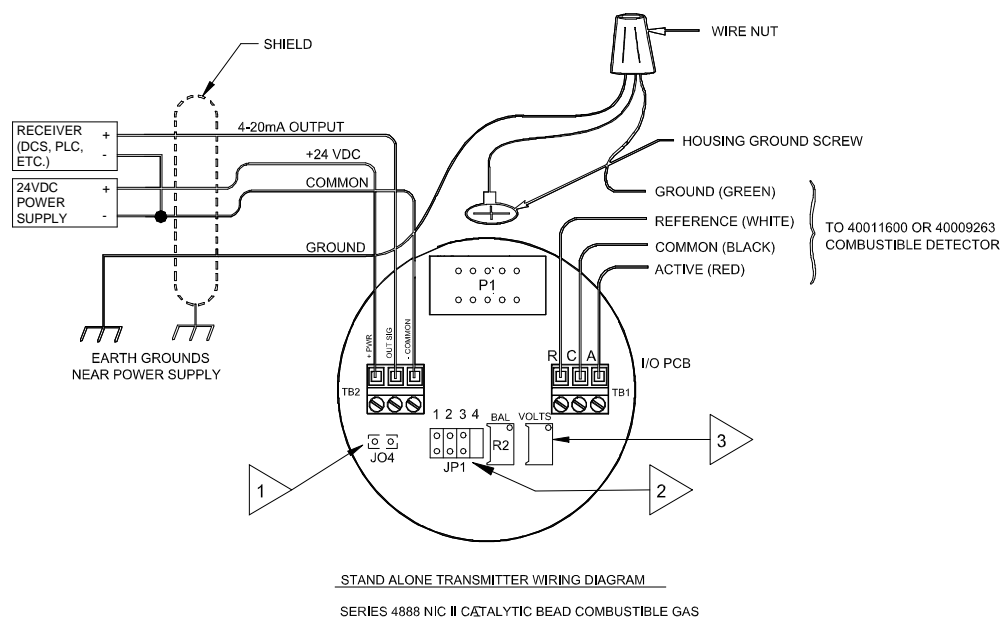 WIRE NUT
SHIELD
RECEIVER
(DCS, PLC,
ETC.)
+
-
4-20mA OUTPUT
+24 VDC
24VDC
POWER
SUPPLY
+
-
COMMON
GROUND
HOUSING GROUND SCREW
GROUND (GREEN)
REFERENCE (WHITE)
COMMON (BLACK)
ACTIVE (RED)
TO 40011600 OR 40009263
COMBUSTIBLE DETECTOR
P1
EARTH GROUNDS
NEAR POWER SUPPLY
+ PWR
OUT SIG
- COMMON
R C A
I/O PCB
TB2
TB1
1 2 3 4
BAL
VOLTS
R2
JO4
JP1
1
2
3
STAND ALONE TRANSMITTER WIRING DIAGRAM
SERIES 4888 NIC II CATALYTIC BEAD COMBUSTIBLE GAS